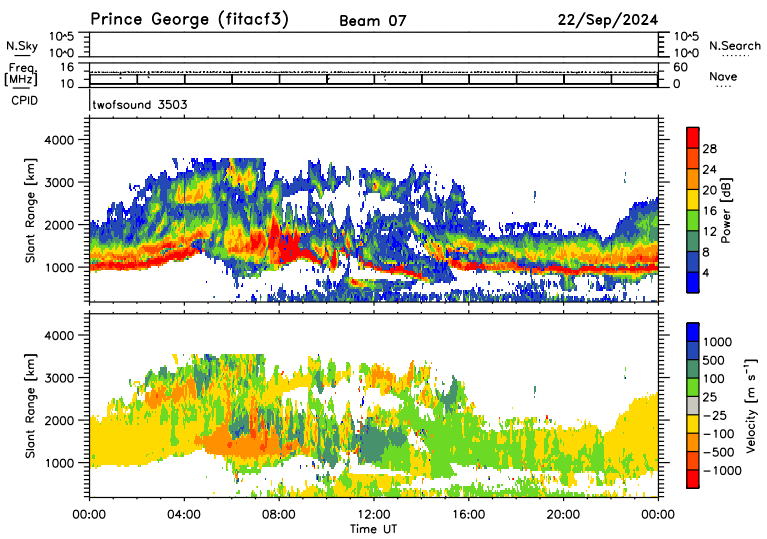 Prince George (fitacf3) Beam 07 22/Sep/2024
N.Sky 10^5 10^5 N.Search
10^0 10^0
Freq 16 60 Nave
[MHz] 10 0
CPID twofsound 3503
Slant Range [km] 4000 3000 2000 1000
28 24 20 16 12 8 4 Power [dB]
Slant Range [km] 4000 3000 2000 1000
1000 500 100 25 -25 -100 -500 -1000 Velocity [m s⁻¹]
00:00 04:00 08:00 12:00 16:00 20:00 00:00
Time UT